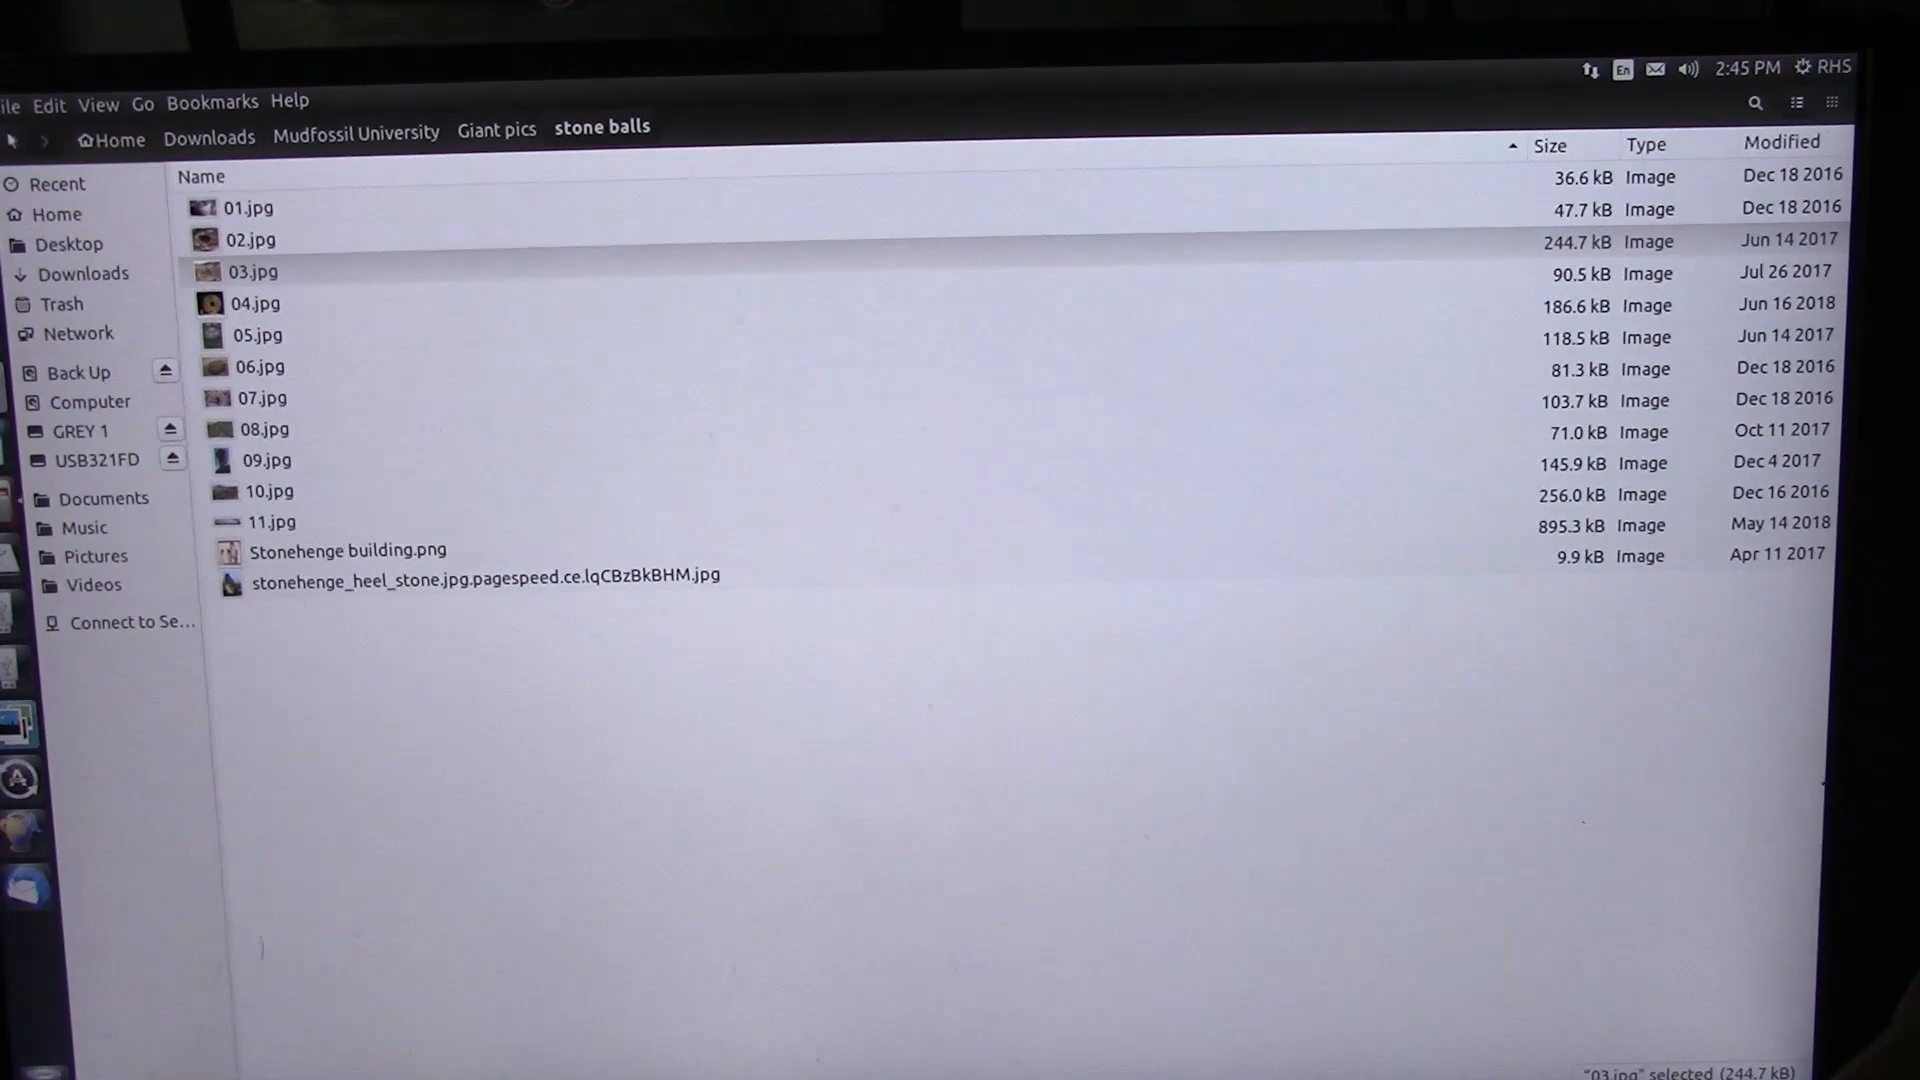 2:45 PM RHS
En
ile Edit View Go Bookmarks Help
Home Downloads Mudfossil University Giant pics stone balls
Name Size Type Modified
01.jpg 36.6 kB Image Dec 18 2016
02.jpg 47.7 kB Image Dec 18 2016
03.jpg 244.7 kB Image Jun 14 2017
04.jpg 90.5 kB Image Jul 26 2017
05.jpg 186.6 kB Image Jun 16 2018
06.jpg 118.5 kB Image Jun 14 2017
07.jpg 81.3 kB Image Dec 18 2016
08.jpg 103.7 kB Image Dec 18 2016
09.jpg 71.0 kB Image Oct 11 2017
10.jpg 145.9 kB Image Dec 4 2017
11.jpg 256.0 kB Image Dec 16 2016
Stonehenge building.png 895.3 kB Image May 14 2018
stonehenge_heel_stone.jpg.pagespeed.ce.lqCBzBkBHM.jpg 9.9 kB Image Apr 11 2017
Recent
Home
Desktop
Downloads
Trash
Network
Back Up
Computer
GREY 1
USB321FD
Documents
Music
Pictures
Videos
Connect to Se...
"03.jpg" selected (244.7 kB)